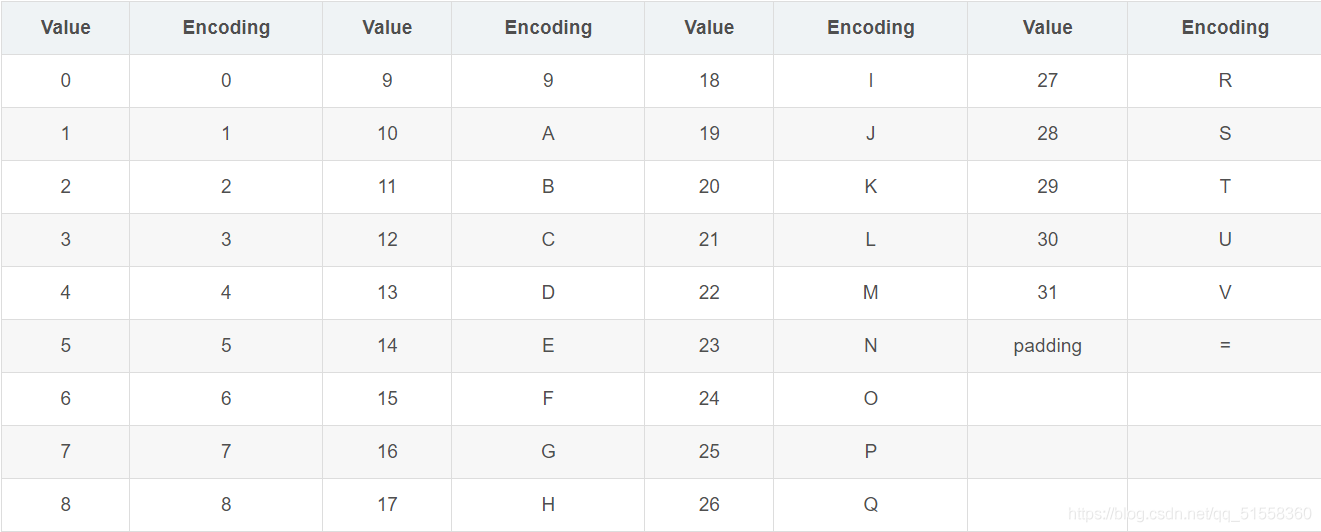 Value Encoding Value Encoding Value Encoding Value Encoding
0 0 9 9 18 I 27 R
1 1 10 A 19 J 28 S
2 2 11 B 20 K 29 T
3 3 12 C 21 L 30 U
4 4 13 D 22 M 31 V
5 5 14 E 23 N padding =
6 6 15 F 24 O
7 7 16 G 25 P
8 8 17 H 26 Q
https://blog.csdn.net/qq_51558360